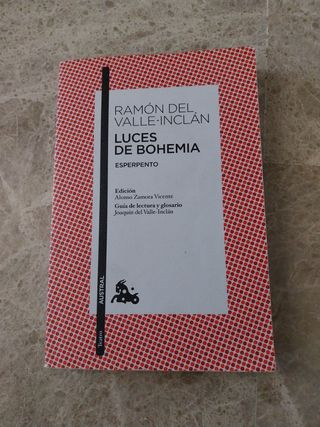 RAMÓN DEL
VALLE-INCLÁN
LUCES
DE BOHEMIA
ESPERPENTO
Edición
Alonso Zamora Vicente
Guía de lectura y glosario
Joaquín del Valle-Inclán
AUSTRAL
Teatro